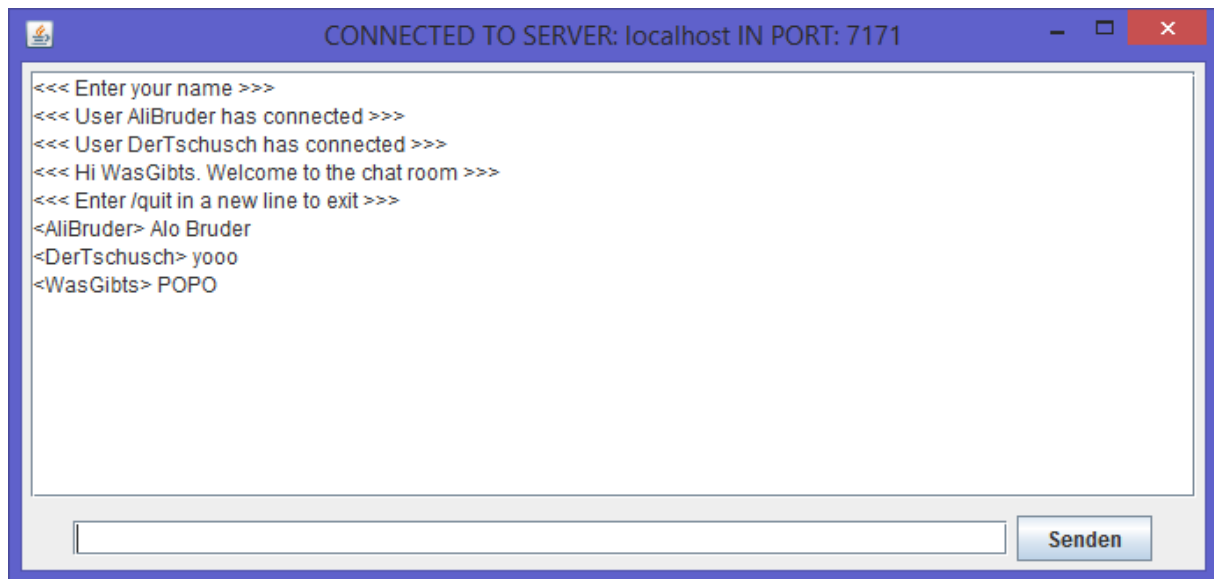 CONNECTED TO SERVER: localhost IN PORT: 7171
<<< Enter your name >>>
<<< User AliBruder has connected >>>
<<< User DerTschusch has connected >>>
<<< Hi WasGibts. Welcome to the chat room >>>
<<< Enter /quit in a new line to exit >>>
<AliBruder> Alo Bruder
<DerTschusch> yooo
<WasGibts> POPO
Senden